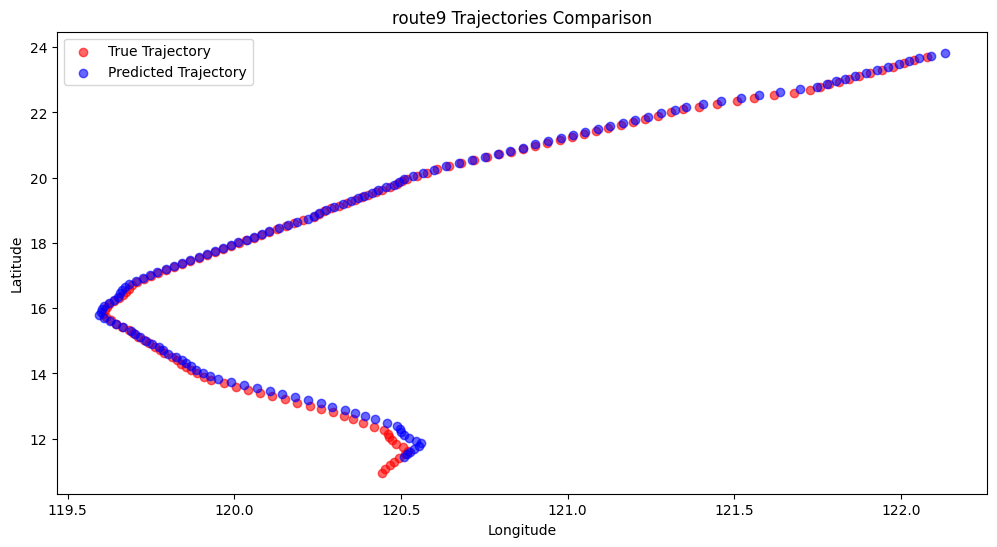 route9 Trajectories Comparison
True Trajectory
Predicted Trajectory
24
22
20
18
16
14
12
Latitude
119.5
120.0
120.5
121.0
121.5
122.0
Longitude